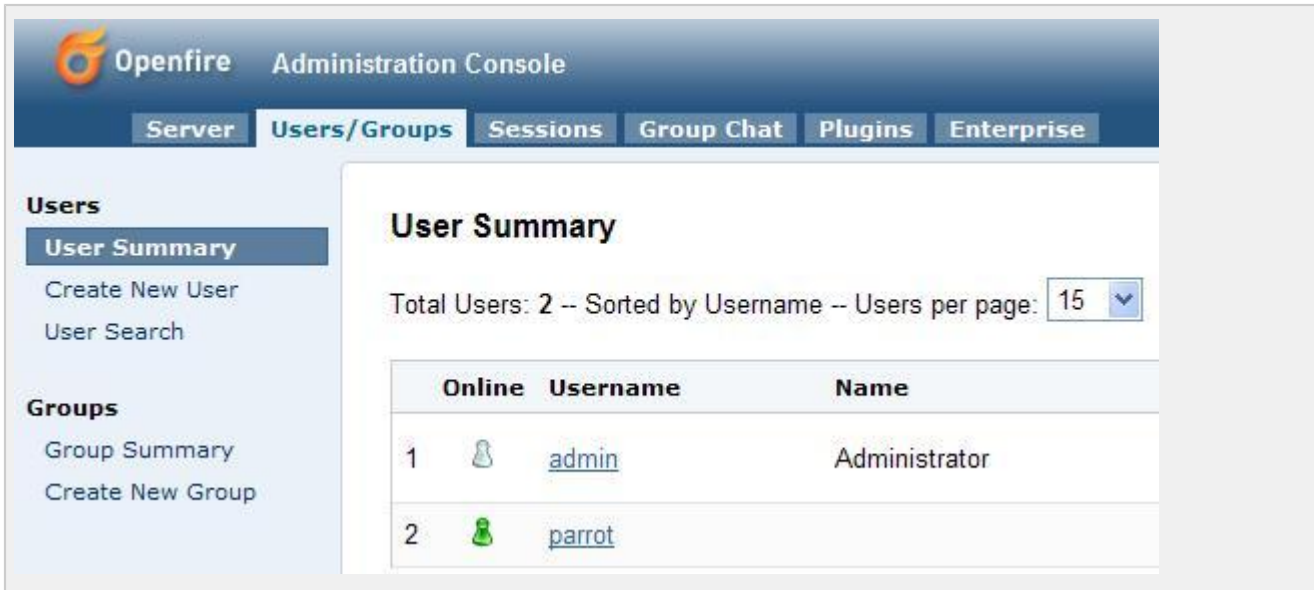 Openfire Administration Console
Server Users/Groups Sessions Group Chat Plugins Enterprise
Users
User Summary
Create New User
User Search
Groups
Group Summary
Create New Group
User Summary
Total Users: 2 -- Sorted by Username -- Users per page: 15
Online Username Name
1 admin Administrator
2 parrot